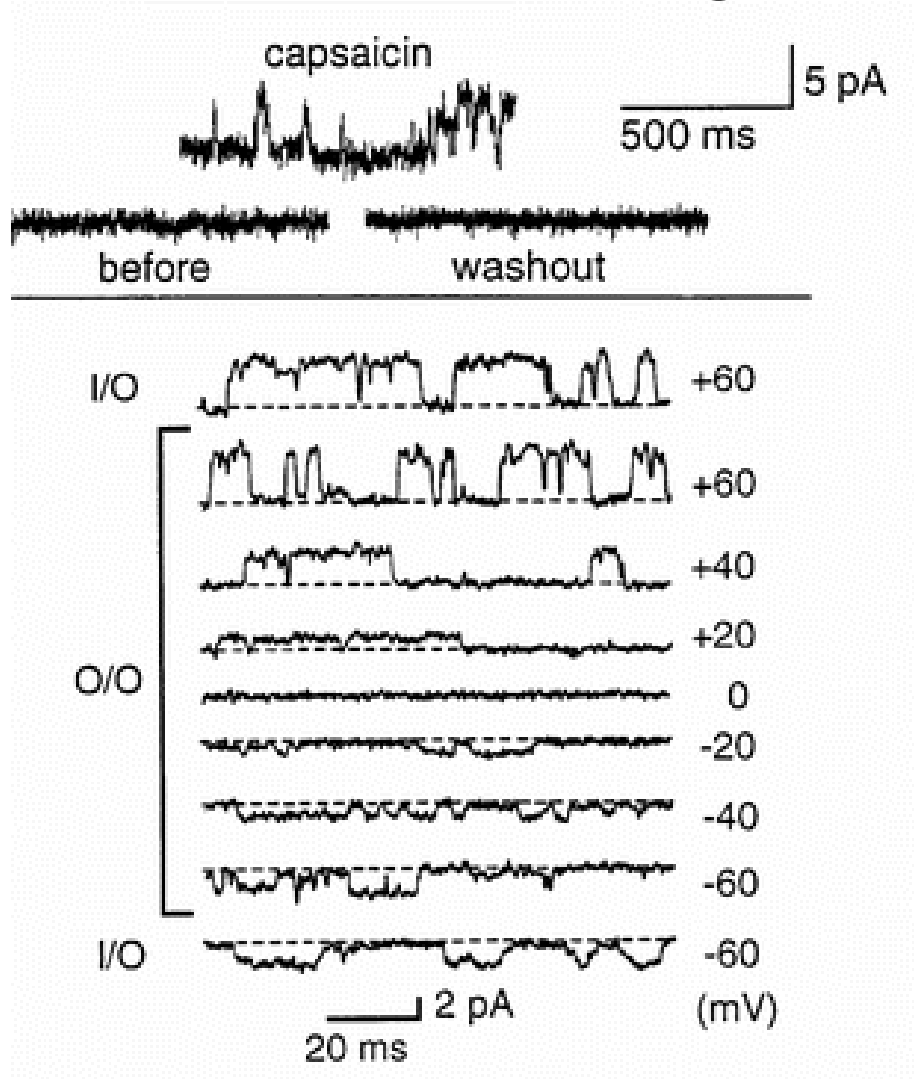 capsaicin
5 pA
500 ms
before
washout
I/O
+60
+60
+40
+20
O/O
0
-20
-40
-60
I/O
-60
2 pA
(mV)
20 ms